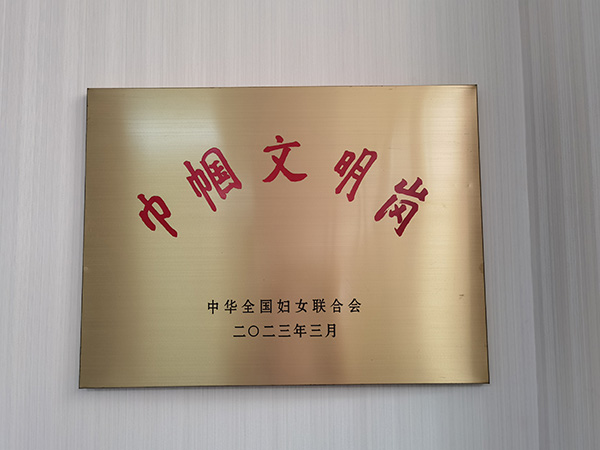 巾帼文明岗
中华全国妇女联合会
二〇二三年三月